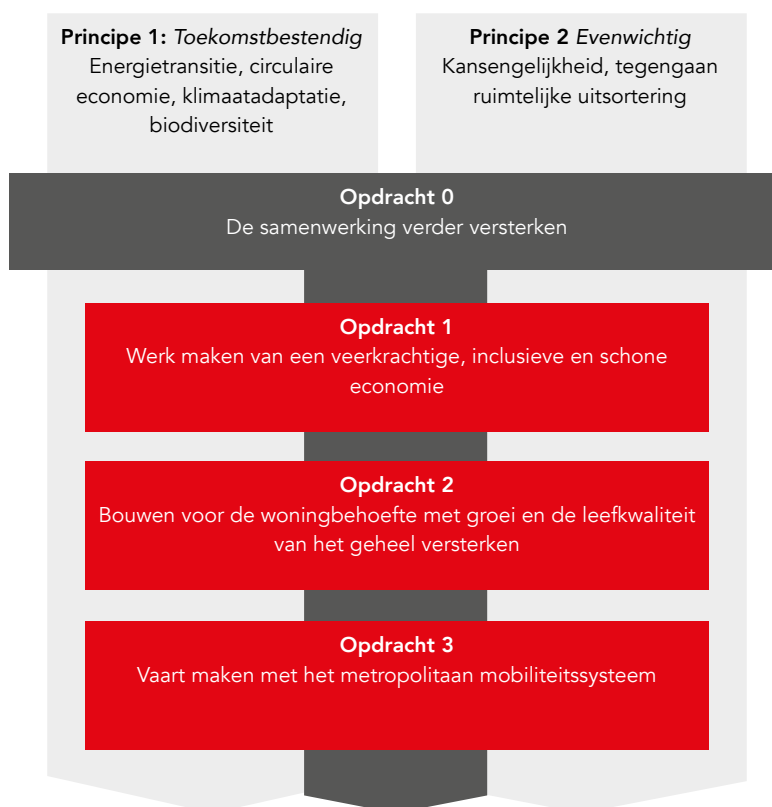 Principe 1: Toekomstbestendig
Energietransitie, circulaire
economie, klimaatadaptatie,
biodiversiteit
Principe 2 Evenwichtig
Kansengelijkheid, tegengaan
ruimtelijke uitsortering
Opdracht 0
De samenwerking verder versterken
Opdracht 1
Werk maken van een veerkrachtige, inclusieve en schone
economie
Opdracht 2
Bouwen voor de woningbehoefte met groei en de leefkwaliteit
van het geheel versterken
Opdracht 3
Vaart maken met het metropolitaan mobiliteitssysteem